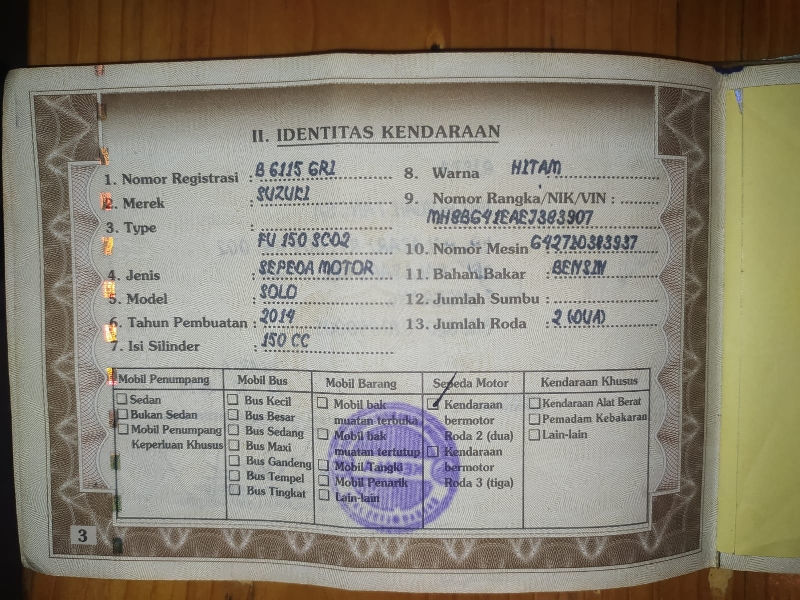 II. IDENTITAS KENDARAAN
1. Nomor Registrasi : B 6115 GRJ
2. Merek : SUZUKI
3. Type :
FU 150 SCO2
4. Jenis : SEPEDA MOTOR
5. Model : SOLO
6. Tahun Pembuatan : 2014
7. Isi Silinder : 150 CC
8. Warna HITAM
9. Nomor Rangka/NIK/VIN :
MH8BG41EAEJ383907
10. Nomor Mesin G427ID383937
11. Bahan Bakar : BENSIN
12. Jumlah Sumbu :
13. Jumlah Roda : 2 (DUA)
Mobil Penumpang
Sedan
Bukan Sedan
Mobil Penumpang
Keperluan Khusus
Mobil Bus
Bus Kecil
Bus Besar
Bus Sedang
Bus Maxi
Bus Gandeng
Bus Tempel
Bus Tingkat
Mobil Barang
Mobil bak
muatan terbuka
Mobil bak
muatan tertutup
Mobil Tangki
Mobil Penarik
Lain-lain
Sepeda Motor
Kendaraan
bermotor
Roda 2 (dua)
Kendaraan
bermotor
Roda 3 (tiga)
Kendaraan Khusus
Kendaraan Alat Berat
Pemadam Kebakaran
Lain-lain
3